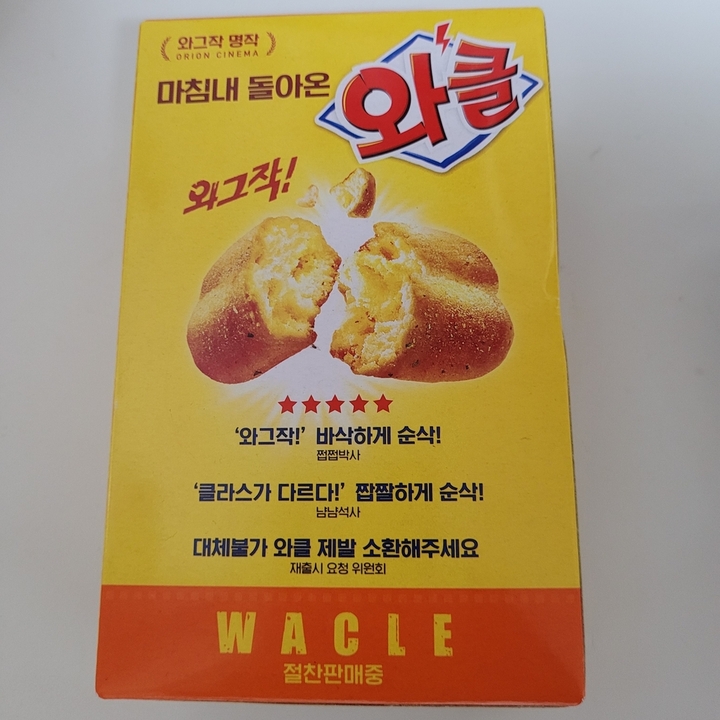 와그작 명작
ORION CINEMA
마침내 돌아온
와클
와그작!
‘와그작!’ 바삭하게 순삭!
쩝쩝박사
‘클라스가 다르다!’ 짭짤하게 순삭!
냠냠석사
대체불가 와클 제발 소환해주세요
재출시 요청 위원회
WACLE
절찬판매중